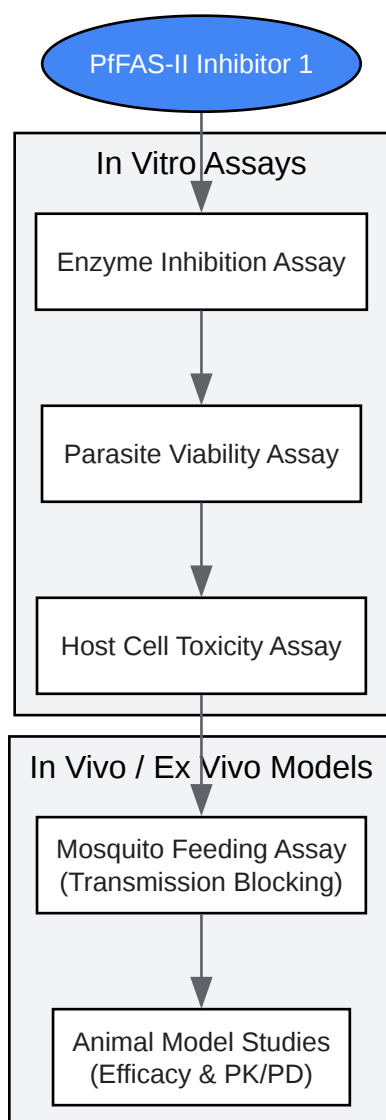 PfFAS-II Inhibitor 1
In Vitro Assays
Enzyme Inhibition Assay
Parasite Viability Assay
Host Cell Toxicity Assay
In Vivo / Ex Vivo Models
Mosquito Feeding Assay
(Transmission Blocking)
Animal Model Studies
(Efficacy & PK/PD)